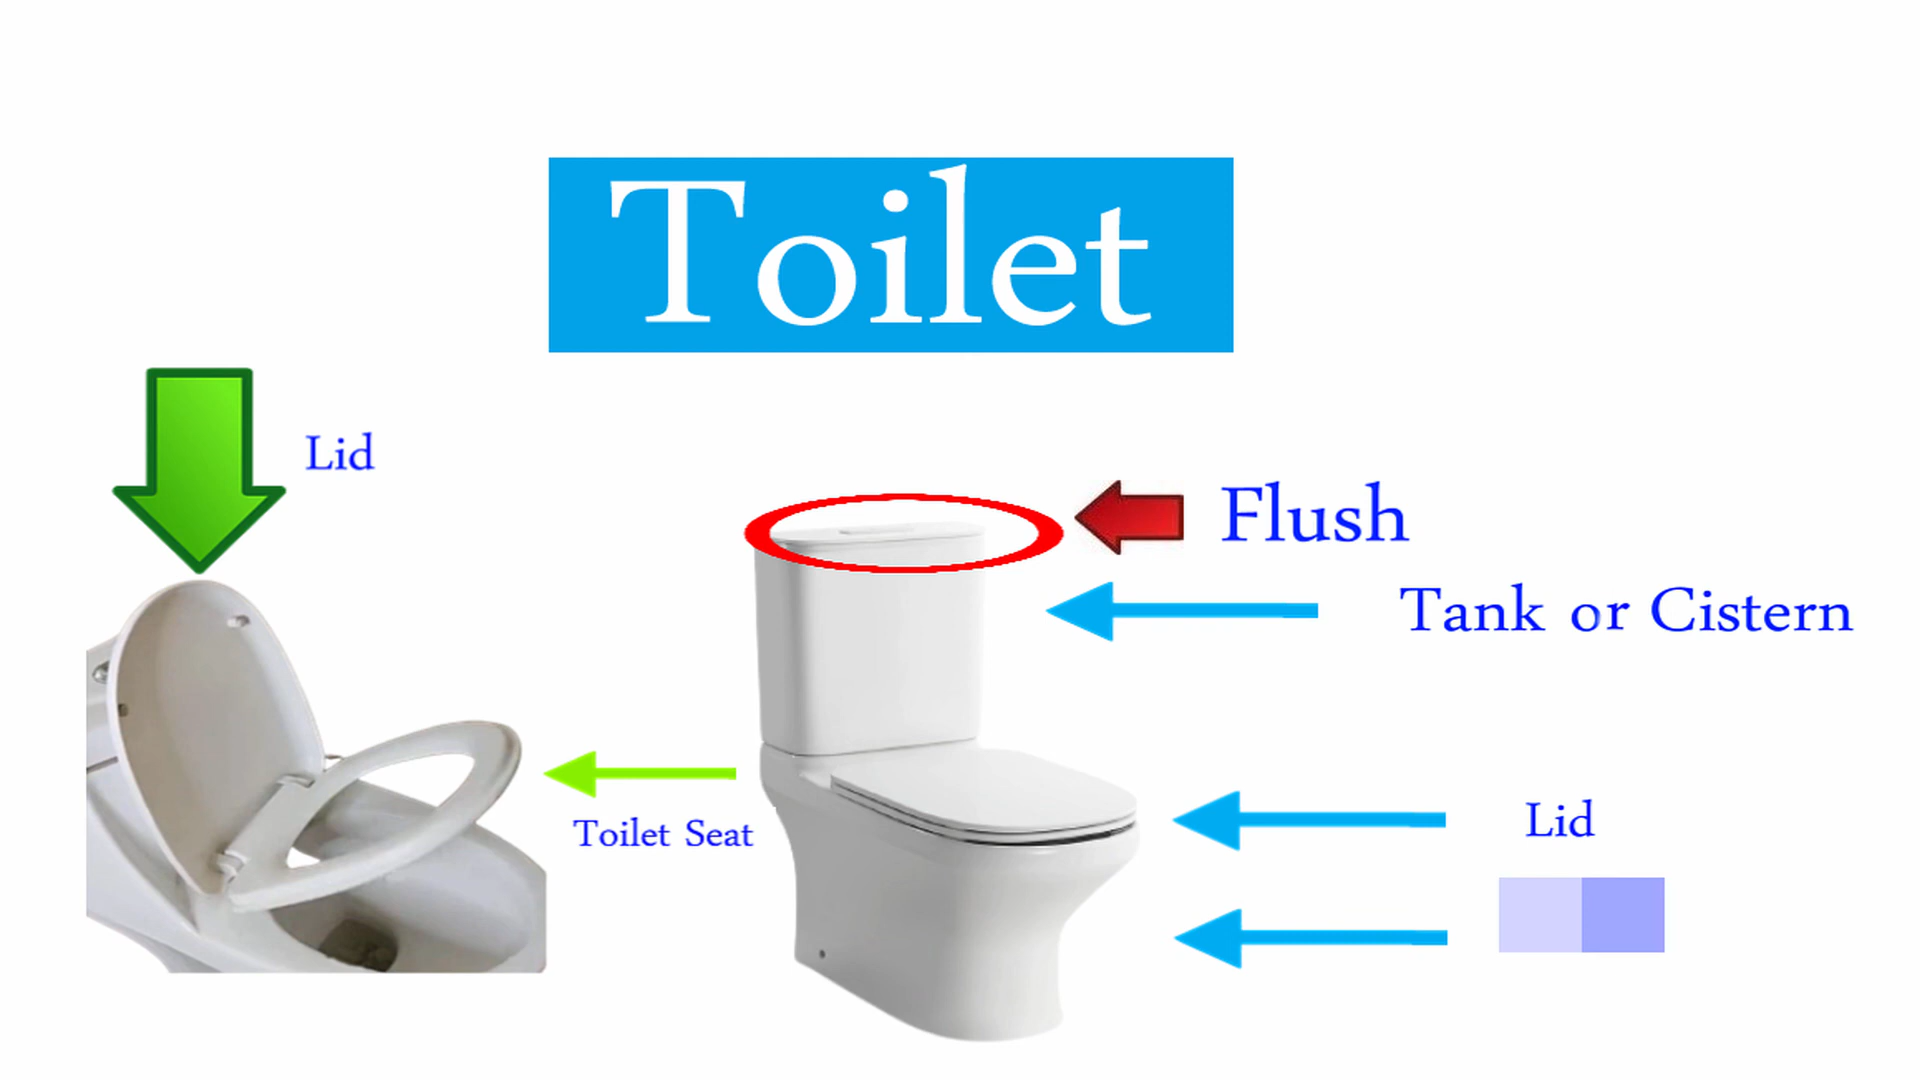 Toilet
Lid
Flush
Tank or Cistern
Toilet Seat
Lid